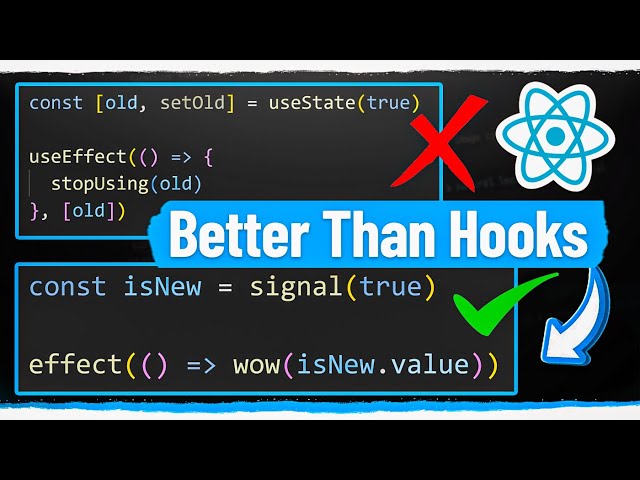 const [old, setOld] = useState(true)
useEffect(() => {
stopUsing(old)
}, [old])
Better Than Hooks
const isNew = signal(true)
effect(() => wow(isNew.value))